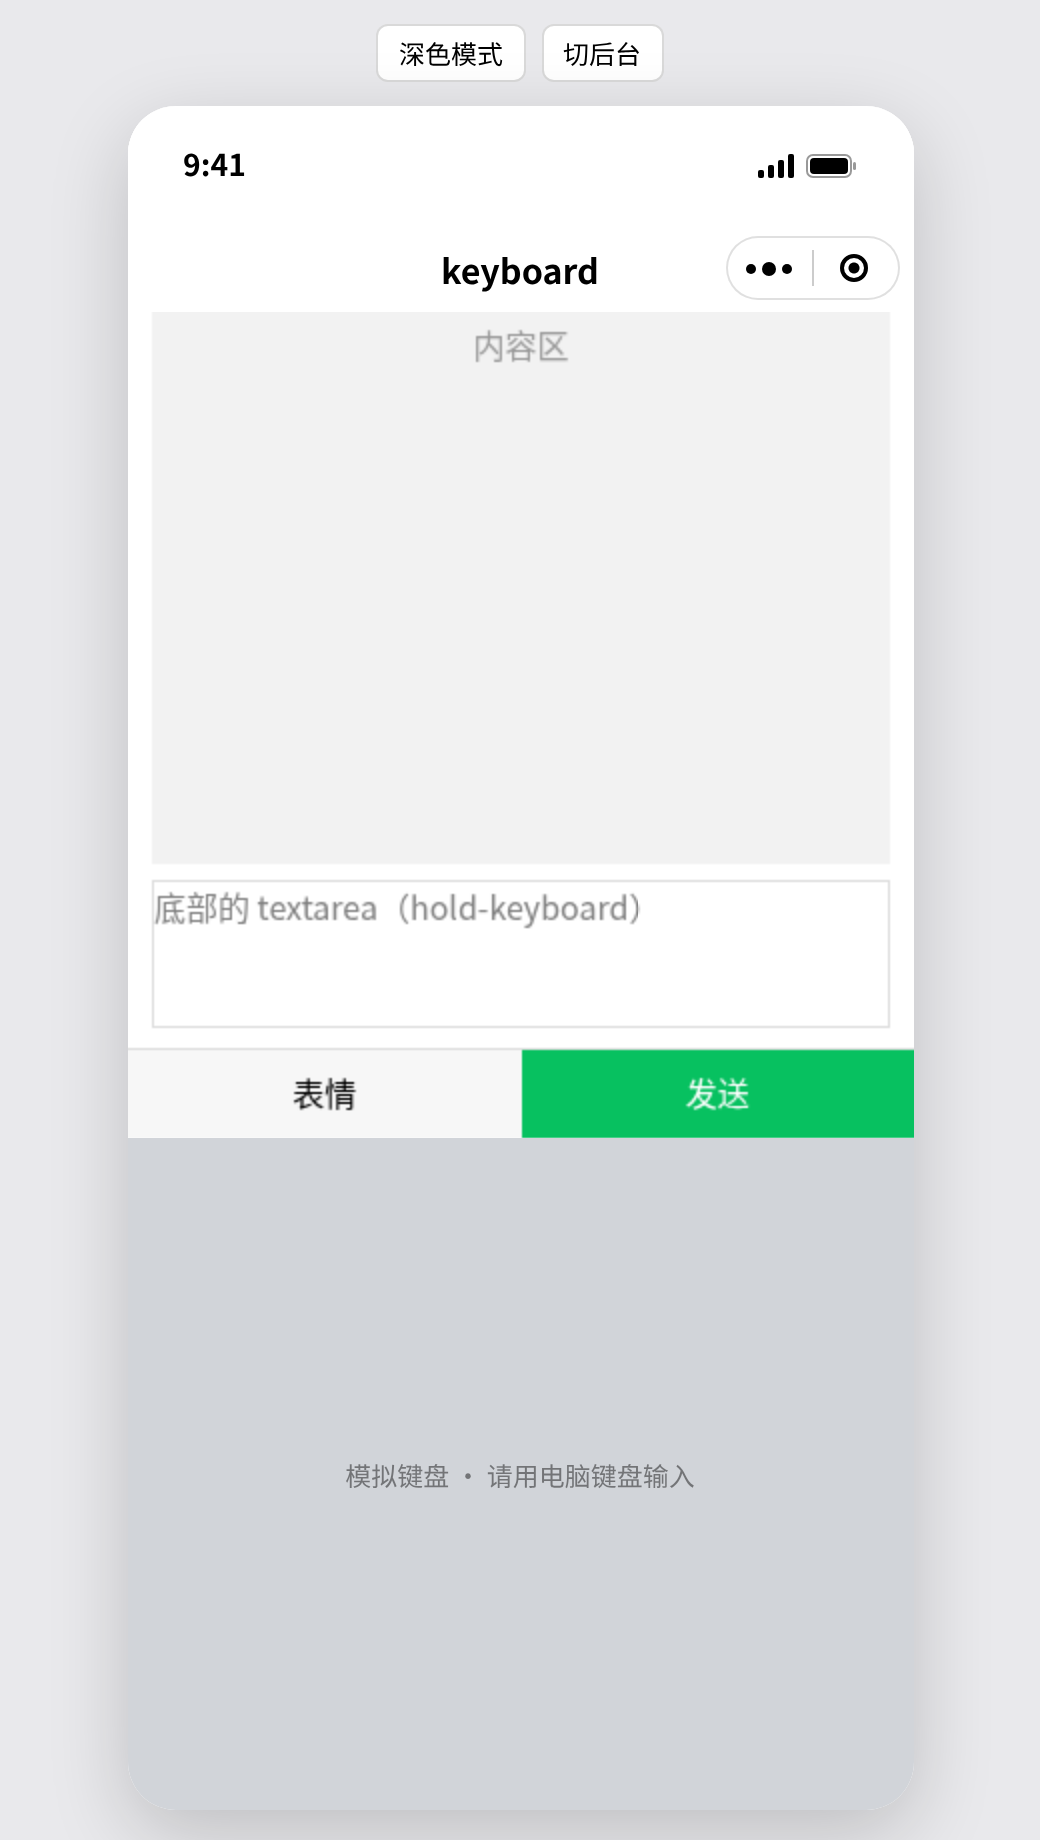 深色模式 切后台
9:41
keyboard
内容区
底部的 textarea（hold-keyboard）
表情 发送
模拟键盘 · 请用电脑键盘输入